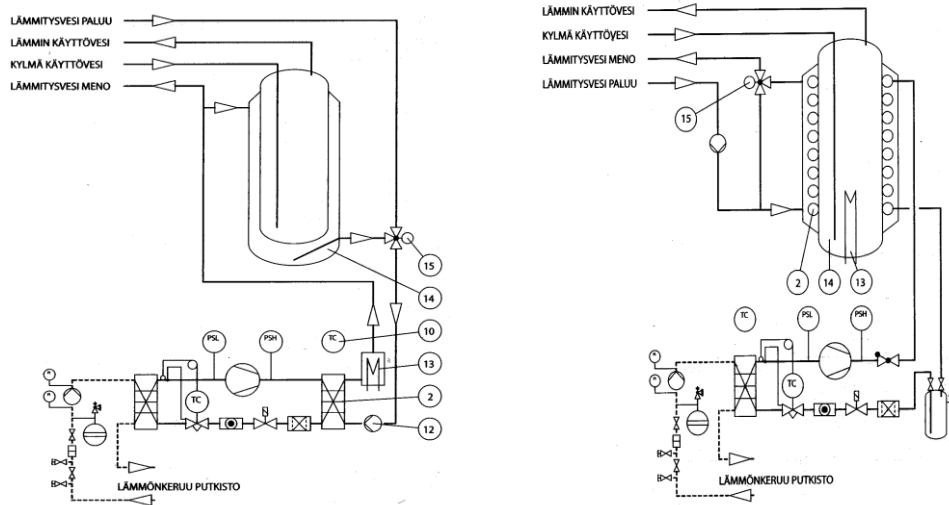 LÄMMITYSVESI PALUU
LÄMMIN KÄYTTÖVESI
KYLMÄ KÄYTTÖVESI
LÄMMITYSVESI MENO
15
14
PSL
PSH
TC
10
13
TC
2
12
LÄMMÖNKERUU PUTKISTO
LÄMMIN KÄYTTÖVESI
KYLMÄ KÄYTTÖVESI
LÄMMITYSVESI MENO
LÄMMITYSVESI PALUU
15
2
14
13
TC
PSL
PSH
TC
LÄMMÖNKERUU PUTKISTO